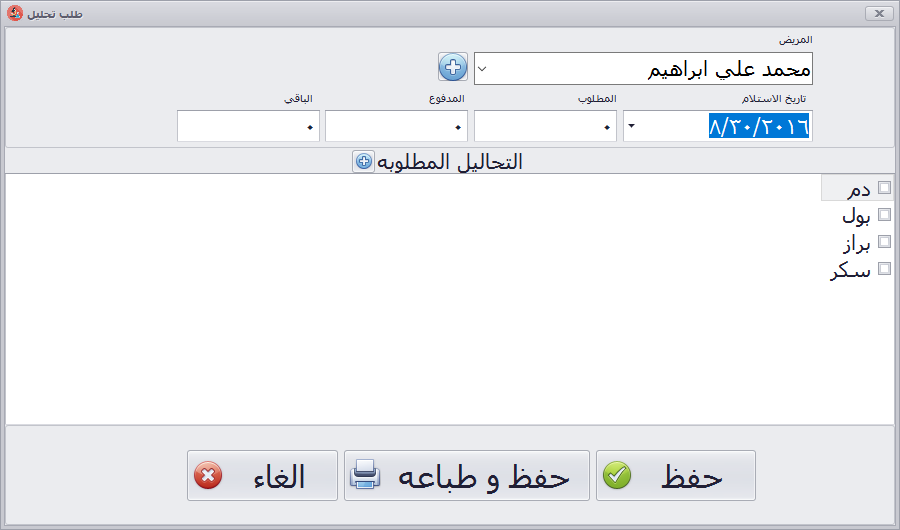 طلب تحليل
المريض
محمد علي ابراهيم
تاريخ الاستلام المطلوب المدفوع الباقي
٨/٣٠/٢٠١٦ ٠ ٠ ٠
التحاليل المطلوبه
دم
بول
براز
سكر
حفظ حفظ و طباعه الغاء